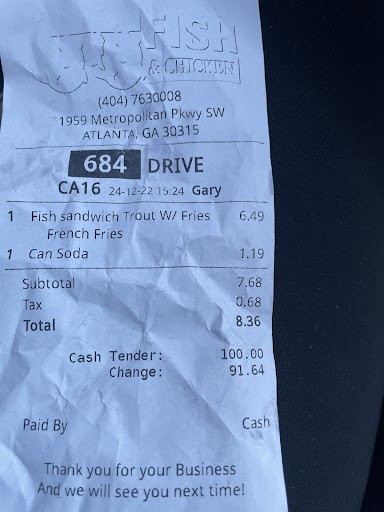 JJ FISH
& CHICKEN
(404) 7630008
1959 Metropolitan Pkwy SW
ATLANTA, GA 30315
684 DRIVE
CA16 24-12-22 15:24 Gary
1 Fish sandwich Trout W/ Fries 6.49
French Fries
1 Can Soda 1.19
Subtotal 7.68
Tax 0.68
Total 8.36
Cash Tender: 100.00
Change: 91.64
Paid By Cash
Thank you for your Business
And we will see you next time!